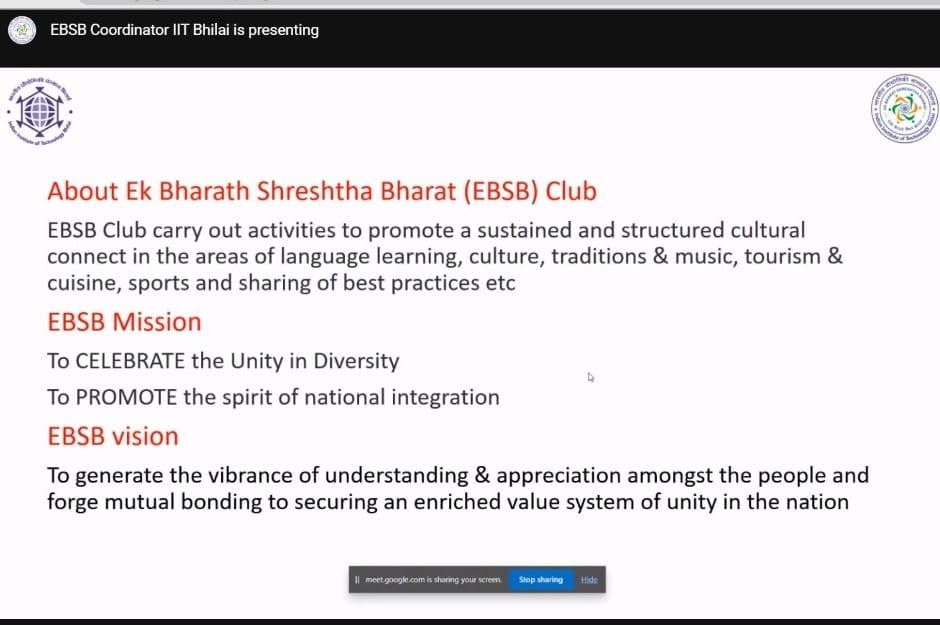 EBSB Coordinator IIT Bhilai is presenting
About Ek Bharath Shreshtha Bharat (EBSB) Club
EBSB Club carry out activities to promote a sustained and structured cultural
connect in the areas of language learning, culture, traditions & music, tourism &
cuisine, sports and sharing of best practices etc
EBSB Mission
To CELEBRATE the Unity in Diversity
To PROMOTE the spirit of national integration
EBSB vision
To generate the vibrance of understanding & appreciation amongst the people and
forge mutual bonding to securing an enriched value system of unity in the nation
meet.google.com is sharing your screen. Stop sharing Hide